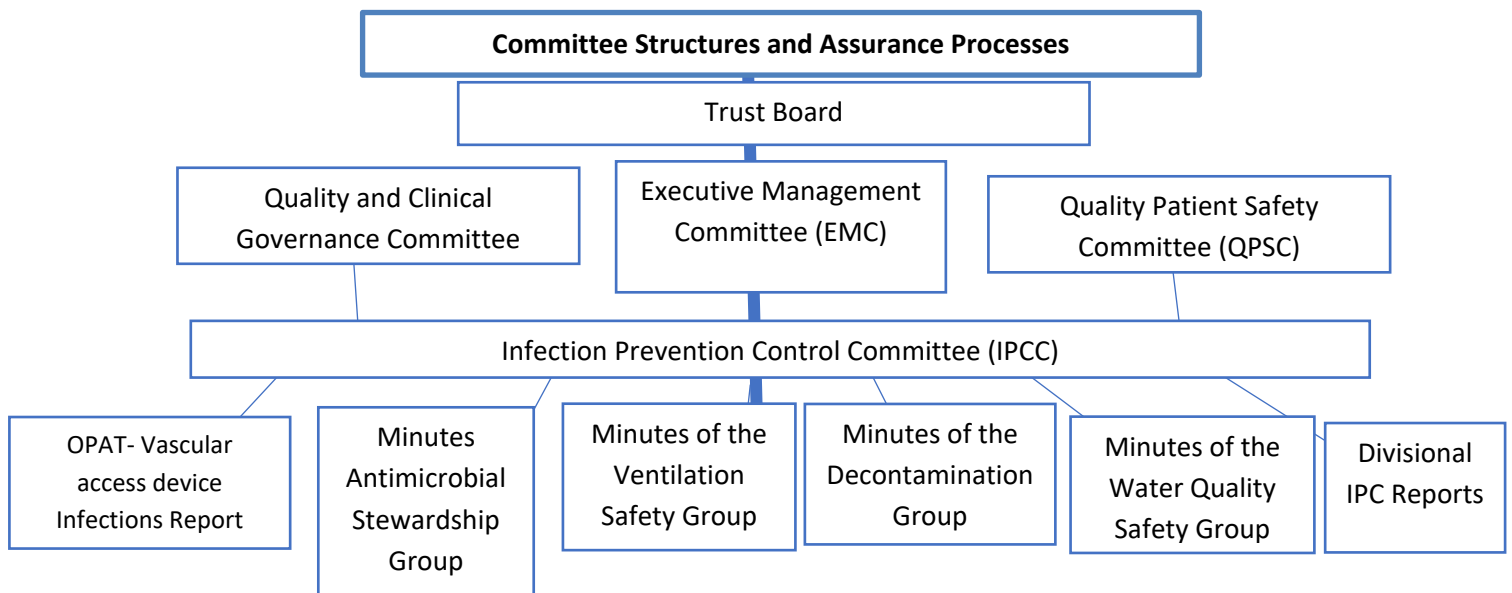 Committee Structures and Assurance Processes
Trust Board
Quality and Clinical
Governance Committee
Executive Management
Committee (EMC)
Quality Patient Safety
Committee (QPSC)
Infection Prevention Control Committee (IPCC)
OPAT- Vascular
access device
Infections Report
Minutes
Antimicrobial
Stewardship
Group
Minutes of the
Ventilation
Safety Group
Minutes of the
Decontamination
Group
Minutes of the
Water Quality
Safety Group
Divisional
IPC Reports